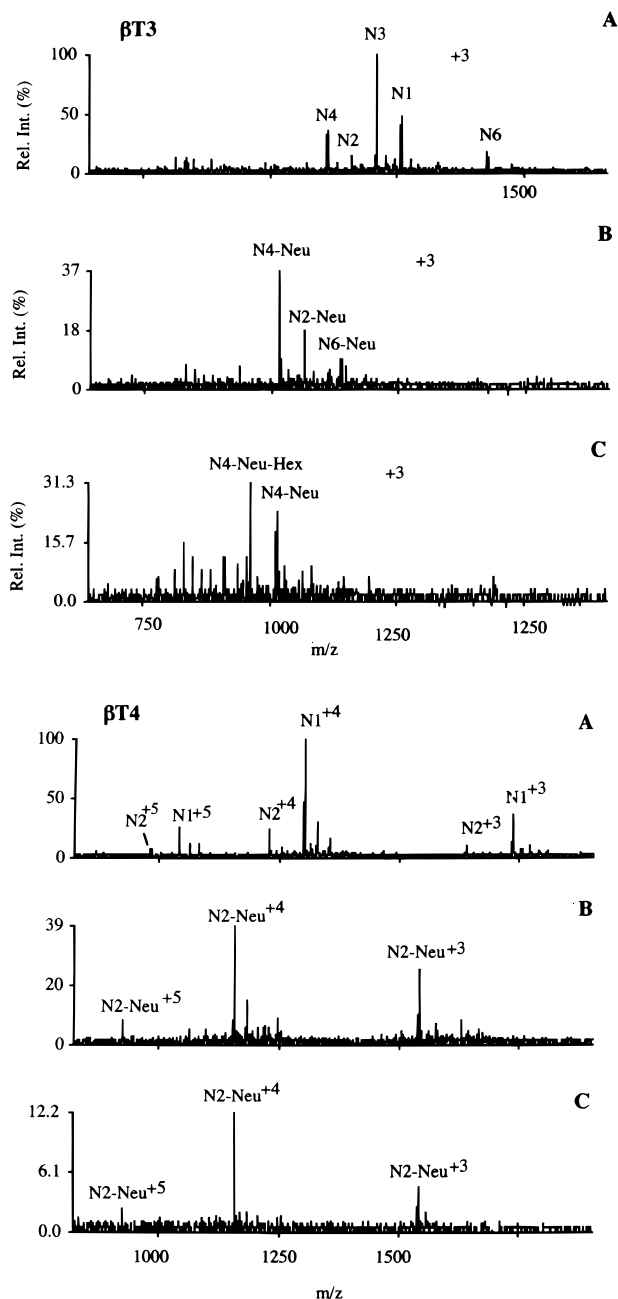 βT3
A
N3
+3
100
N1
N4
50
N2
N6
Rel. Int. (%)
0
1500
B
N4-Neu
+3
37
N2-Neu
18
N6-Neu
Rel. Int. (%)
0
C
N4-Neu-Hex
+3
31.3
N4-Neu
15.7
Rel. Int. (%)
0.0
750 1000 1250 1250
m/z
βT4
A
N1+4
100
N1+3
50
N2+5 N1+5 N2+4 N2+3
0
B
N2-Neu+4
39
N2-Neu+3
20
N2-Neu+5
0
C
N2-Neu+4
12.2
N2-Neu+3
6.1
N2-Neu+5
0.0
1000 1250 1500
m/z